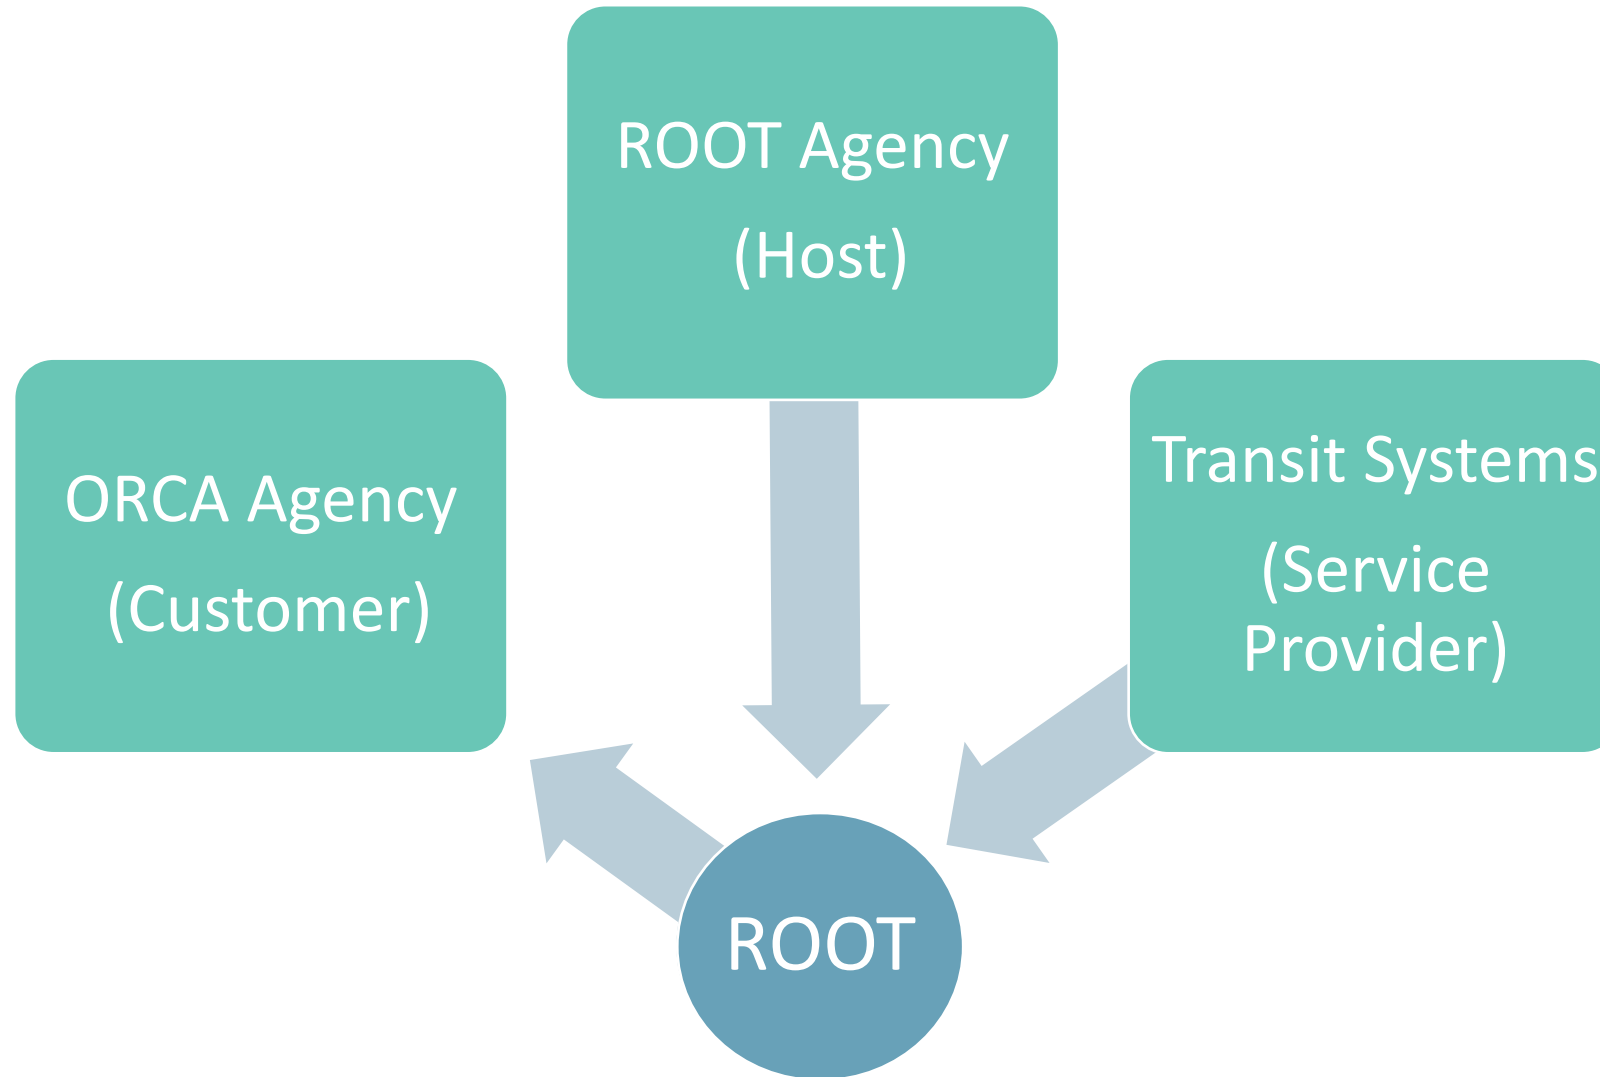 ROOT Agency
(Host)
ORCA Agency
(Customer)
Transit Systems
(Service
Provider)
ROOT